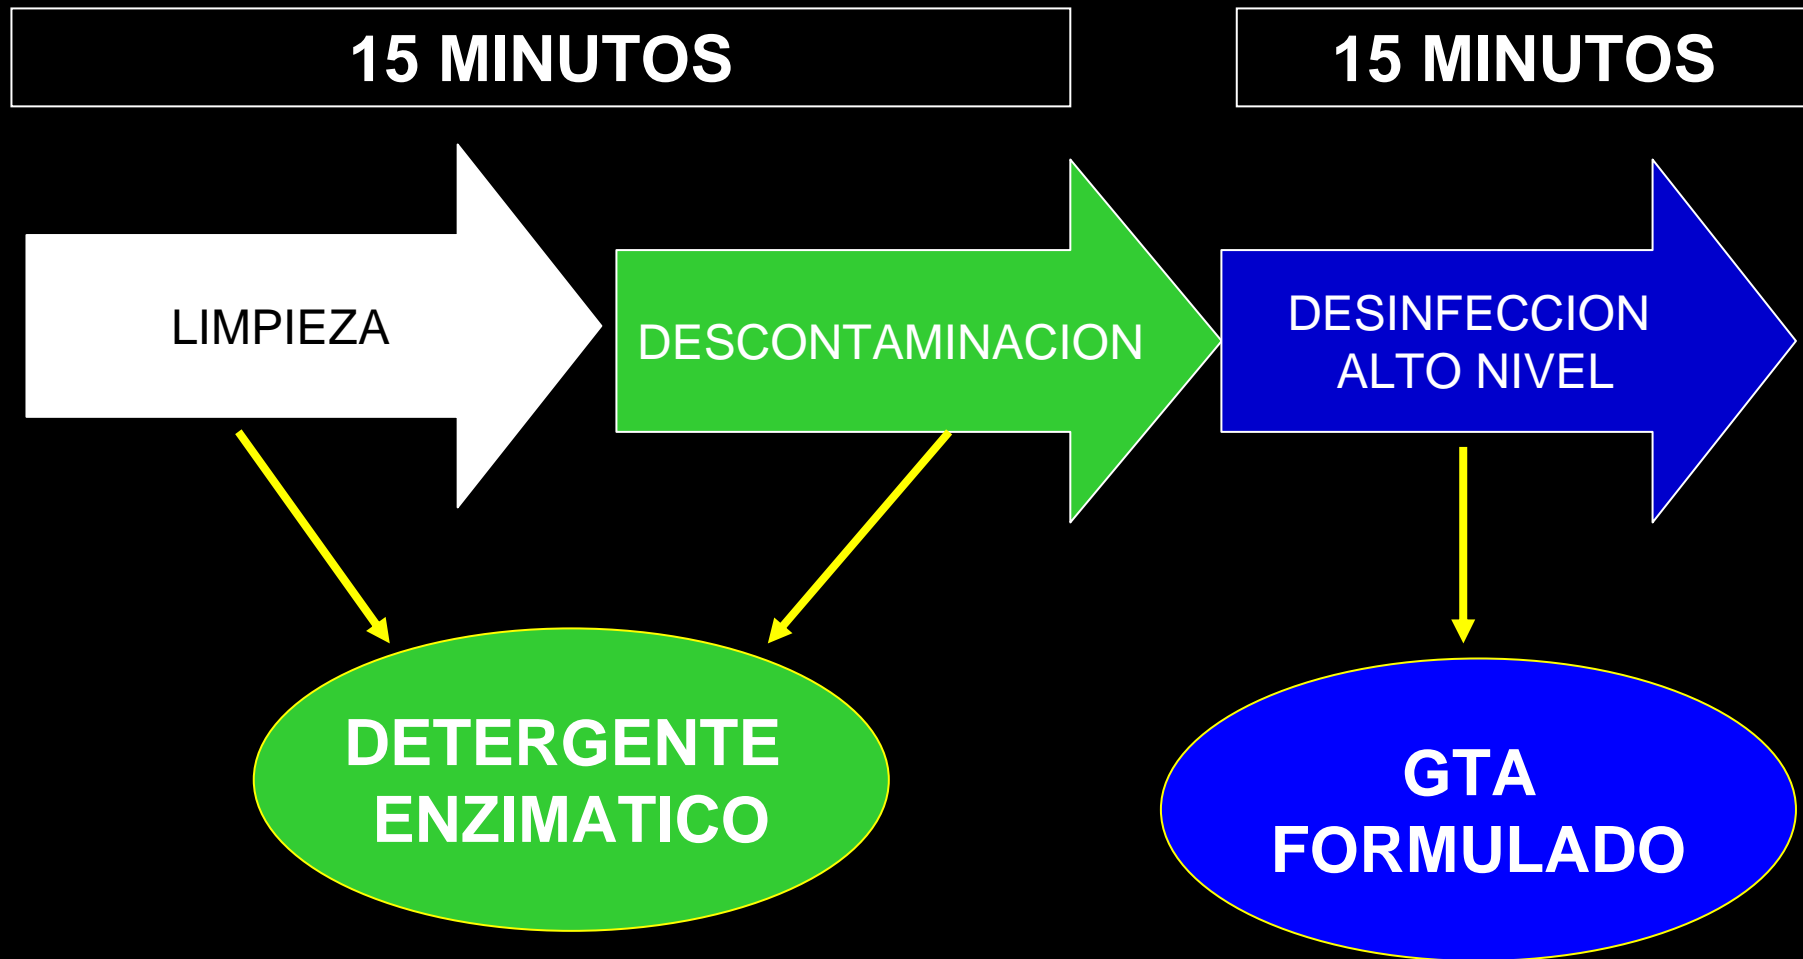 15 MINUTOS
15 MINUTOS
LIMPIEZA
DESCONTAMINACION
DESINFECCION
ALTO NIVEL
DETERGENTE
ENZIMATICO
GTA
FORMULADO